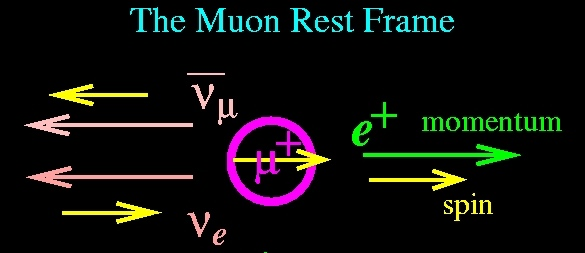 The Muon Rest Frame
ν̅μ
e⁺ momentum
μ⁺
spin
νₑ